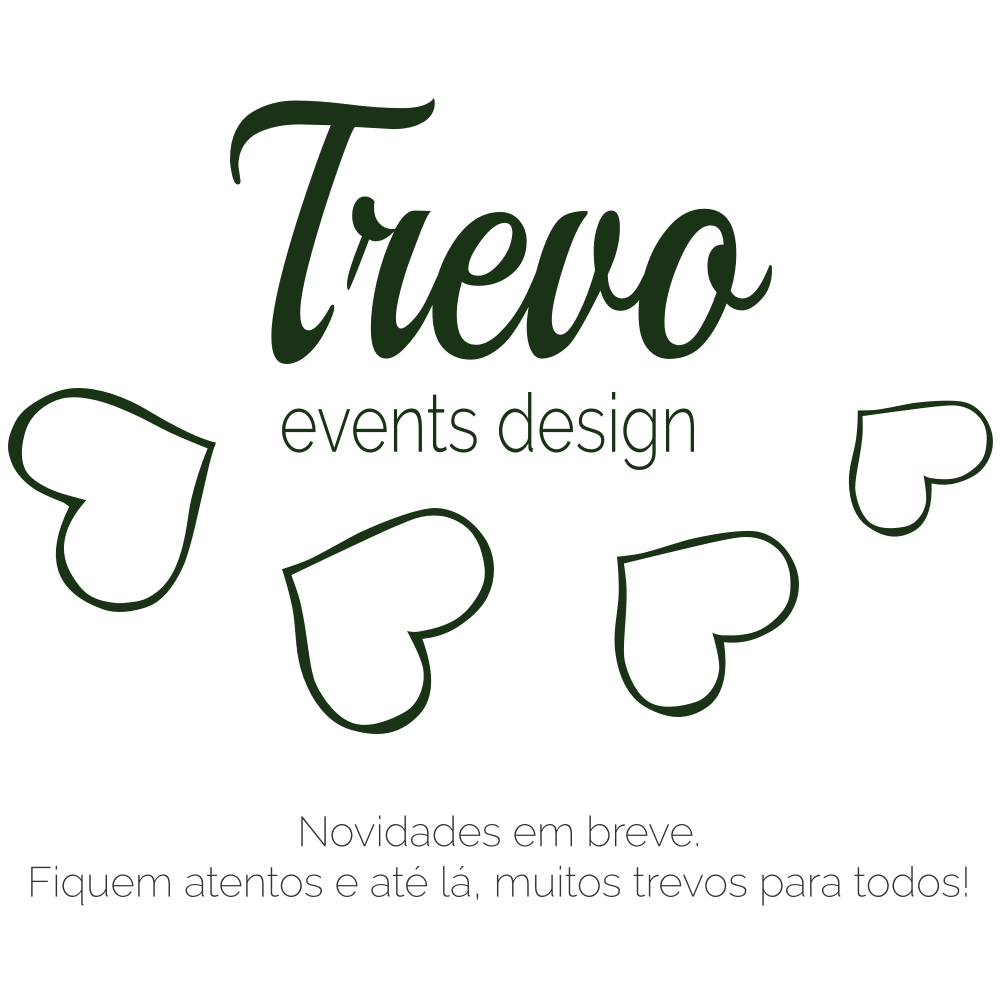 Trevo
events design
Novidades em breve.
Fiquem atentos e até lá, muitos trevos para todos!